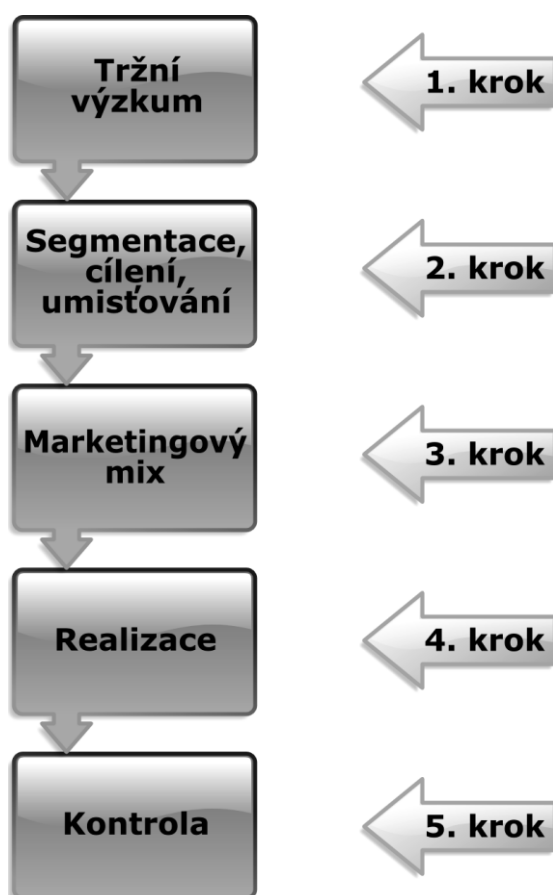 Tržní
výzkum
1. krok
Segmentace,
cílení,
umisťování
2. krok
Marketingový
mix
3. krok
Realizace
4. krok
Kontrola
5. krok